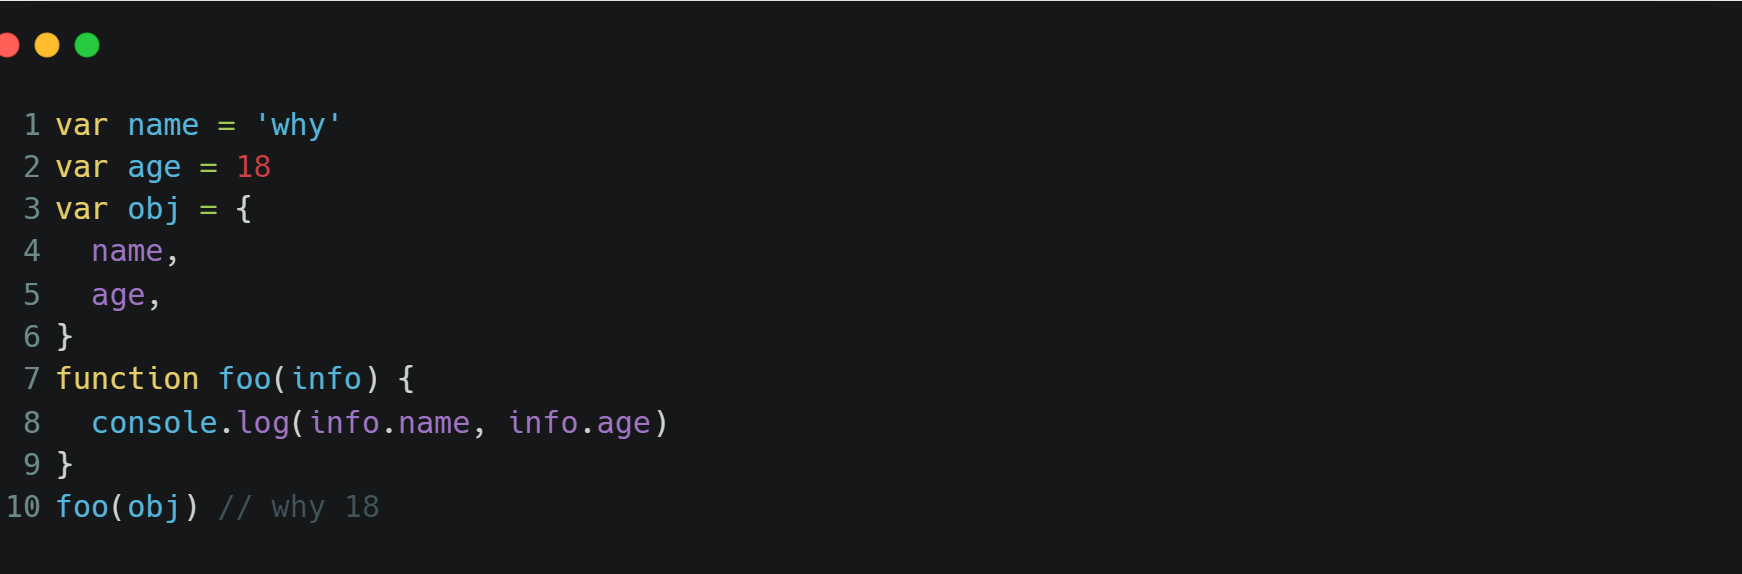 1 var name = 'why'
2 var age = 18
3 var obj = {
4   name,
5   age,
6 }
7 function foo(info) {
8   console.log(info.name, info.age)
9 }
10 foo(obj) // why 18